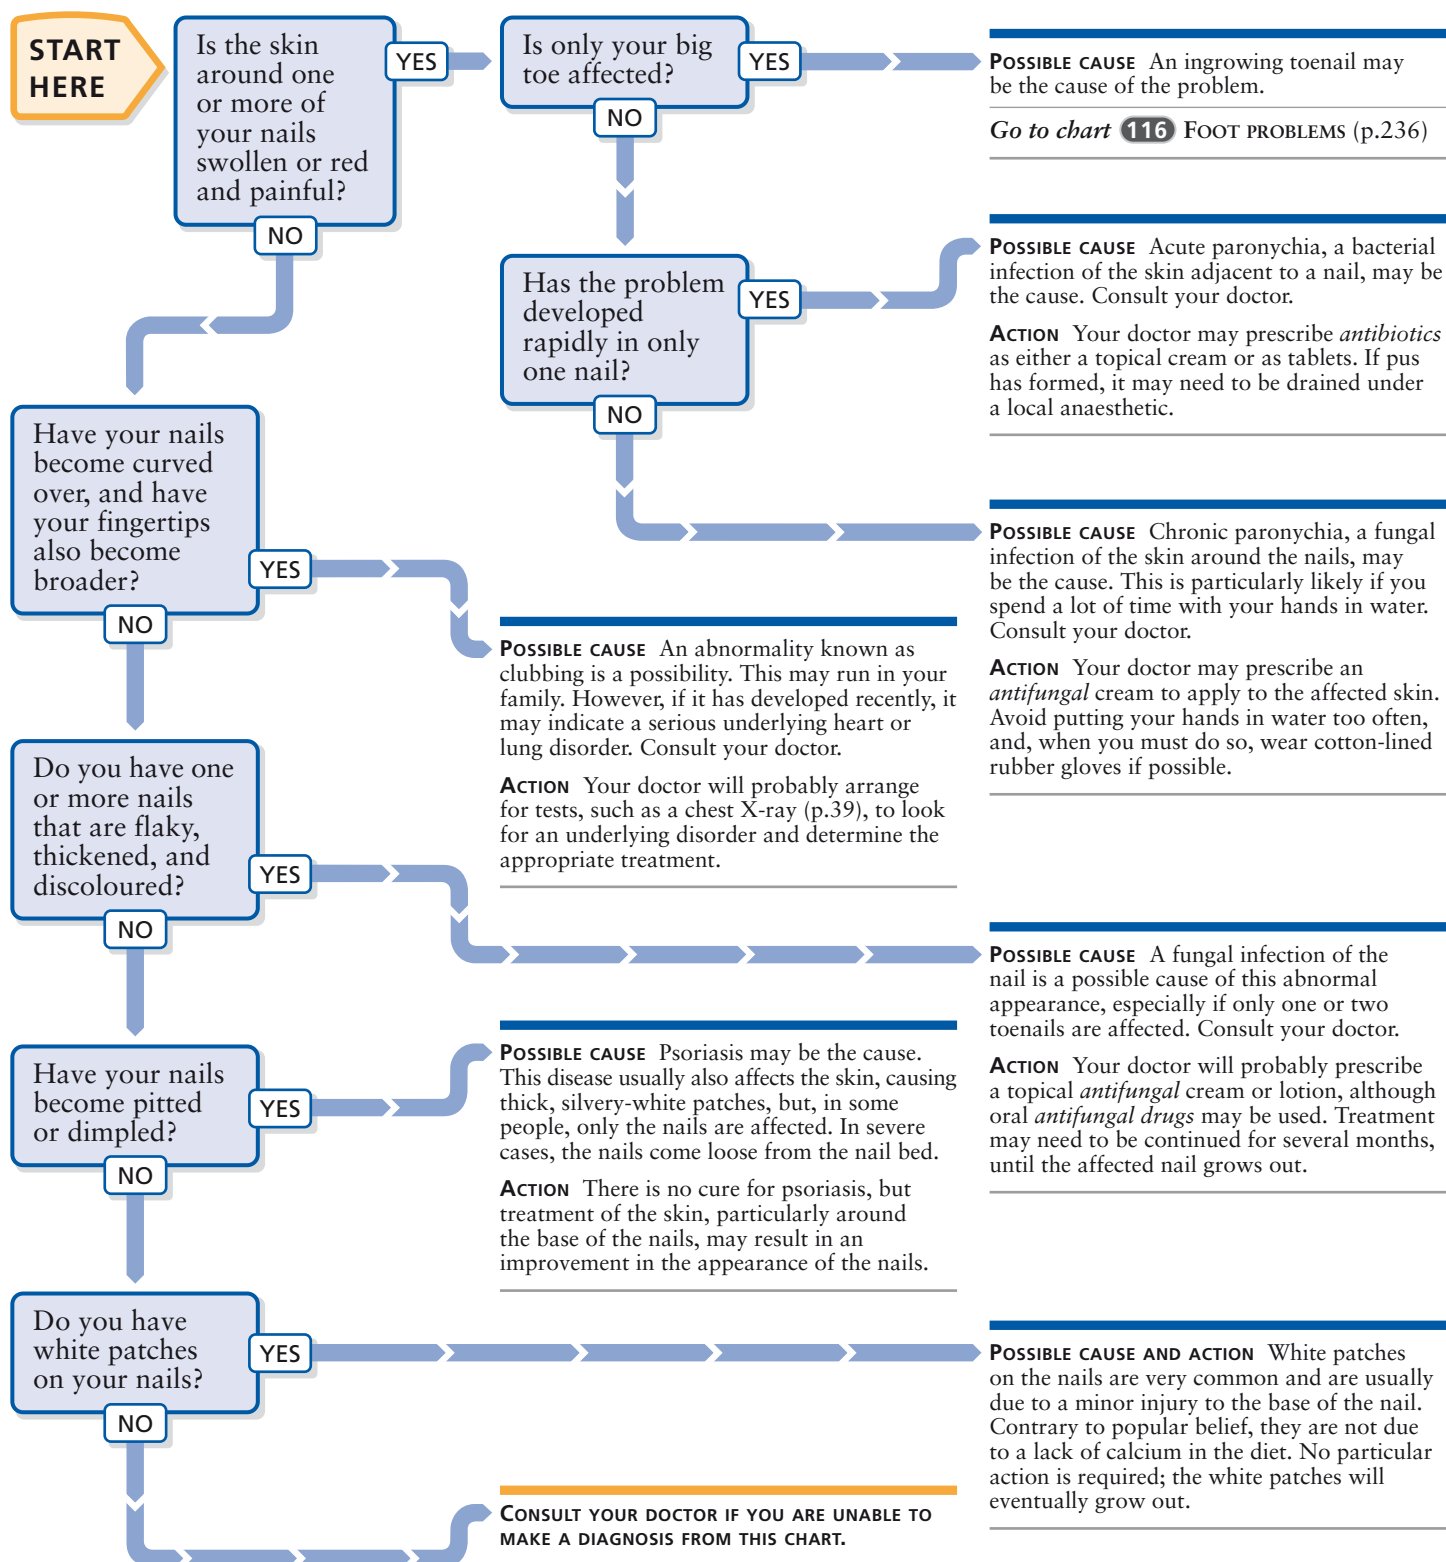 START
HERE
Is the skin
around one
or more of
your nails
swollen or red
and painful?
YES
NO
Is only your big
toe affected?
YES
NO
POSSIBLE CAUSE An ingrowing toenail may
be the cause of the problem.
Go to chart 116 FOOT PROBLEMS (p.236)
Has the problem
developed
rapidly in only
one nail?
YES
NO
POSSIBLE CAUSE Acute paronychia, a bacterial
infection of the skin adjacent to a nail, may be
the cause. Consult your doctor.
ACTION Your doctor may prescribe antibiotics
as either a topical cream or as tablets. If pus
has formed, it may need to be drained under
a local anaesthetic.
POSSIBLE CAUSE Chronic paronychia, a fungal
infection of the skin around the nails, may
be the cause. This is particularly likely if you
spend a lot of time with your hands in water.
Consult your doctor.
ACTION Your doctor may prescribe an
antifungal cream to apply to the affected skin.
Avoid putting your hands in water too often,
and, when you must do so, wear cotton-lined
rubber gloves if possible.
Have your nails
become curved
over, and have
your fingertips
also become
broader?
YES
NO
POSSIBLE CAUSE An abnormality known as
clubbing is a possibility. This may run in your
family. However, if it has developed recently, it
may indicate a serious underlying heart or
lung disorder. Consult your doctor.
ACTION Your doctor will probably arrange
for tests, such as a chest X-ray (p.39), to look
for an underlying disorder and determine the
appropriate treatment.
Do you have one
or more nails
that are flaky,
thickened, and
discoloured?
YES
NO
POSSIBLE CAUSE A fungal infection of the
nail is a possible cause of this abnormal
appearance, especially if only one or two
toenails are affected. Consult your doctor.
ACTION Your doctor will probably prescribe
a topical antifungal cream or lotion, although
oral antifungal drugs may be used. Treatment
may need to be continued for several months,
until the affected nail grows out.
Have your nails
become pitted
or dimpled?
YES
NO
POSSIBLE CAUSE Psoriasis may be the cause.
This disease usually also affects the skin, causing
thick, silvery-white patches, but, in some
people, only the nails are affected. In severe
cases, the nails come loose from the nail bed.
ACTION There is no cure for psoriasis, but
treatment of the skin, particularly around
the base of the nails, may result in an
improvement in the appearance of the nails.
Do you have
white patches
on your nails?
YES
NO
POSSIBLE CAUSE AND ACTION White patches
on the nails are very common and are usually
due to a minor injury to the base of the nail.
Contrary to popular belief, they are not due
to a lack of calcium in the diet. No particular
action is required; the white patches will
eventually grow out.
CONSULT YOUR DOCTOR IF YOU ARE UNABLE TO
MAKE A DIAGNOSIS FROM THIS CHART.